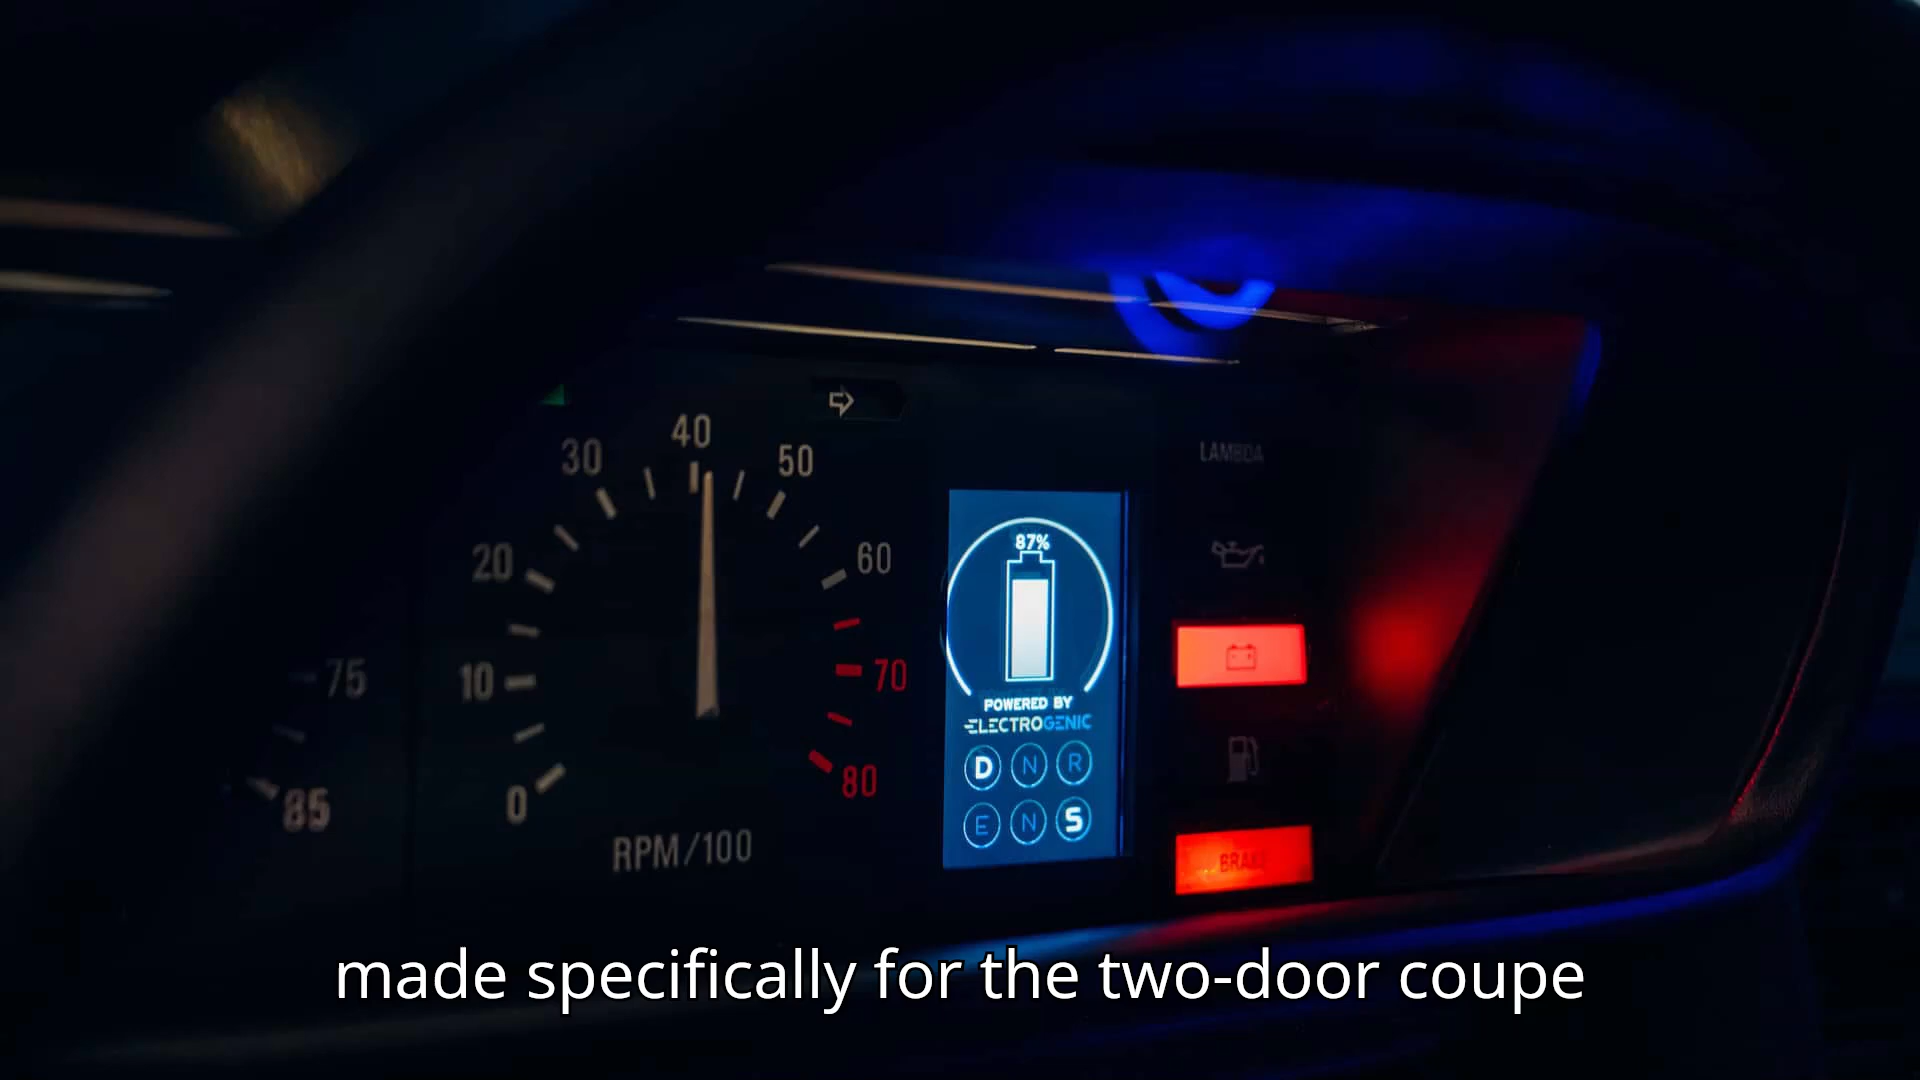 40
30
50
LAMBDA
20
60
87%
75
10
70
POWERED BY
ELECTROGENIC
D N R
85
0
80
E N S
RPM/100
BRAKE
made specifically for the two-door coupe